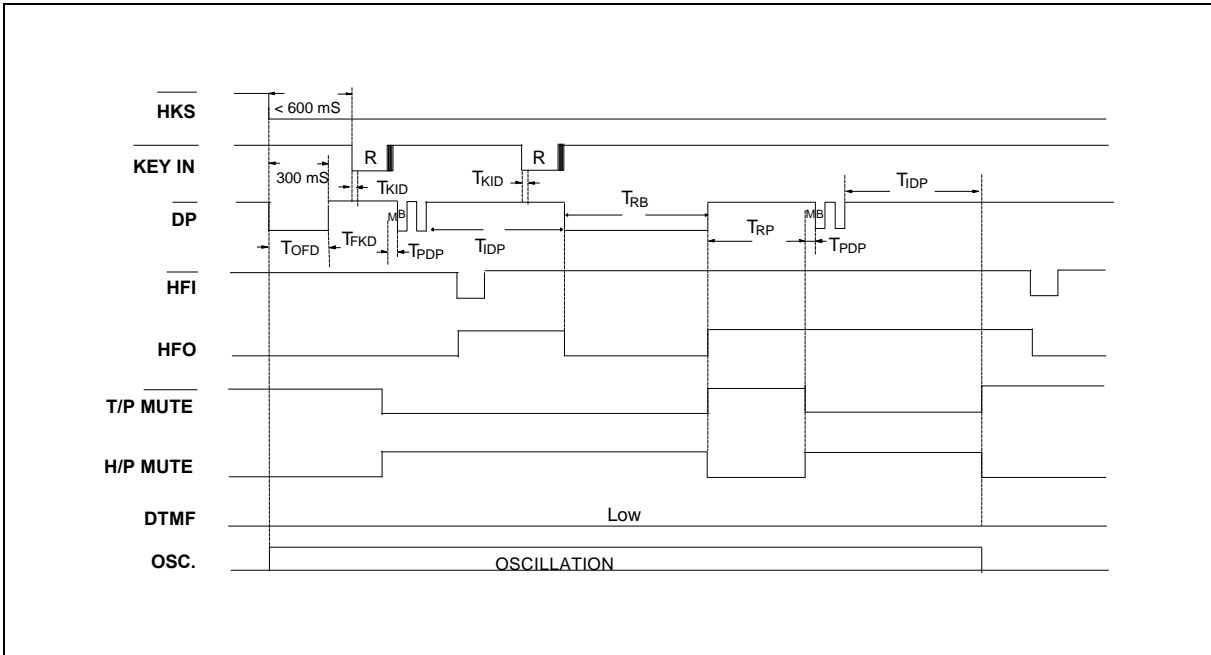 HKS
< 600 mS
KEY IN
R
R
300 mS
TKID
TKID
DP
M B
TRB
MB
TIDP
TOFD
TFKD
TPDP
TIDP
TRP
TPDP
HFI
HFO
T/P MUTE
H/P MUTE
DTMF
Low
OSC.
OSCILLATION